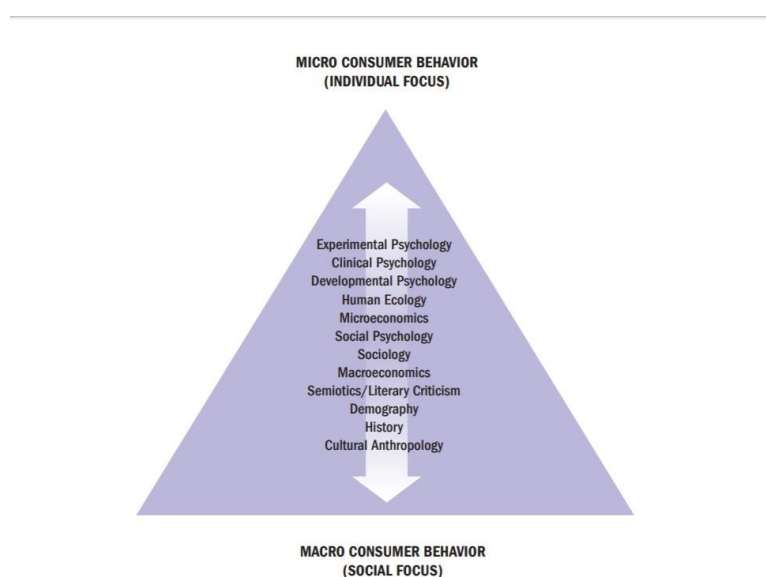 MICRO CONSUMER BEHAVIOR
(INDIVIDUAL FOCUS)
Experimental Psychology
Clinical Psychology
Developmental Psychology
Human Ecology
Microeconomics
Social Psychology
Sociology
Macroeconomics
Semiotics/Literary Criticism
Demography
History
Cultural Anthropology
MACRO CONSUMER BEHAVIOR
(SOCIAL FOCUS)